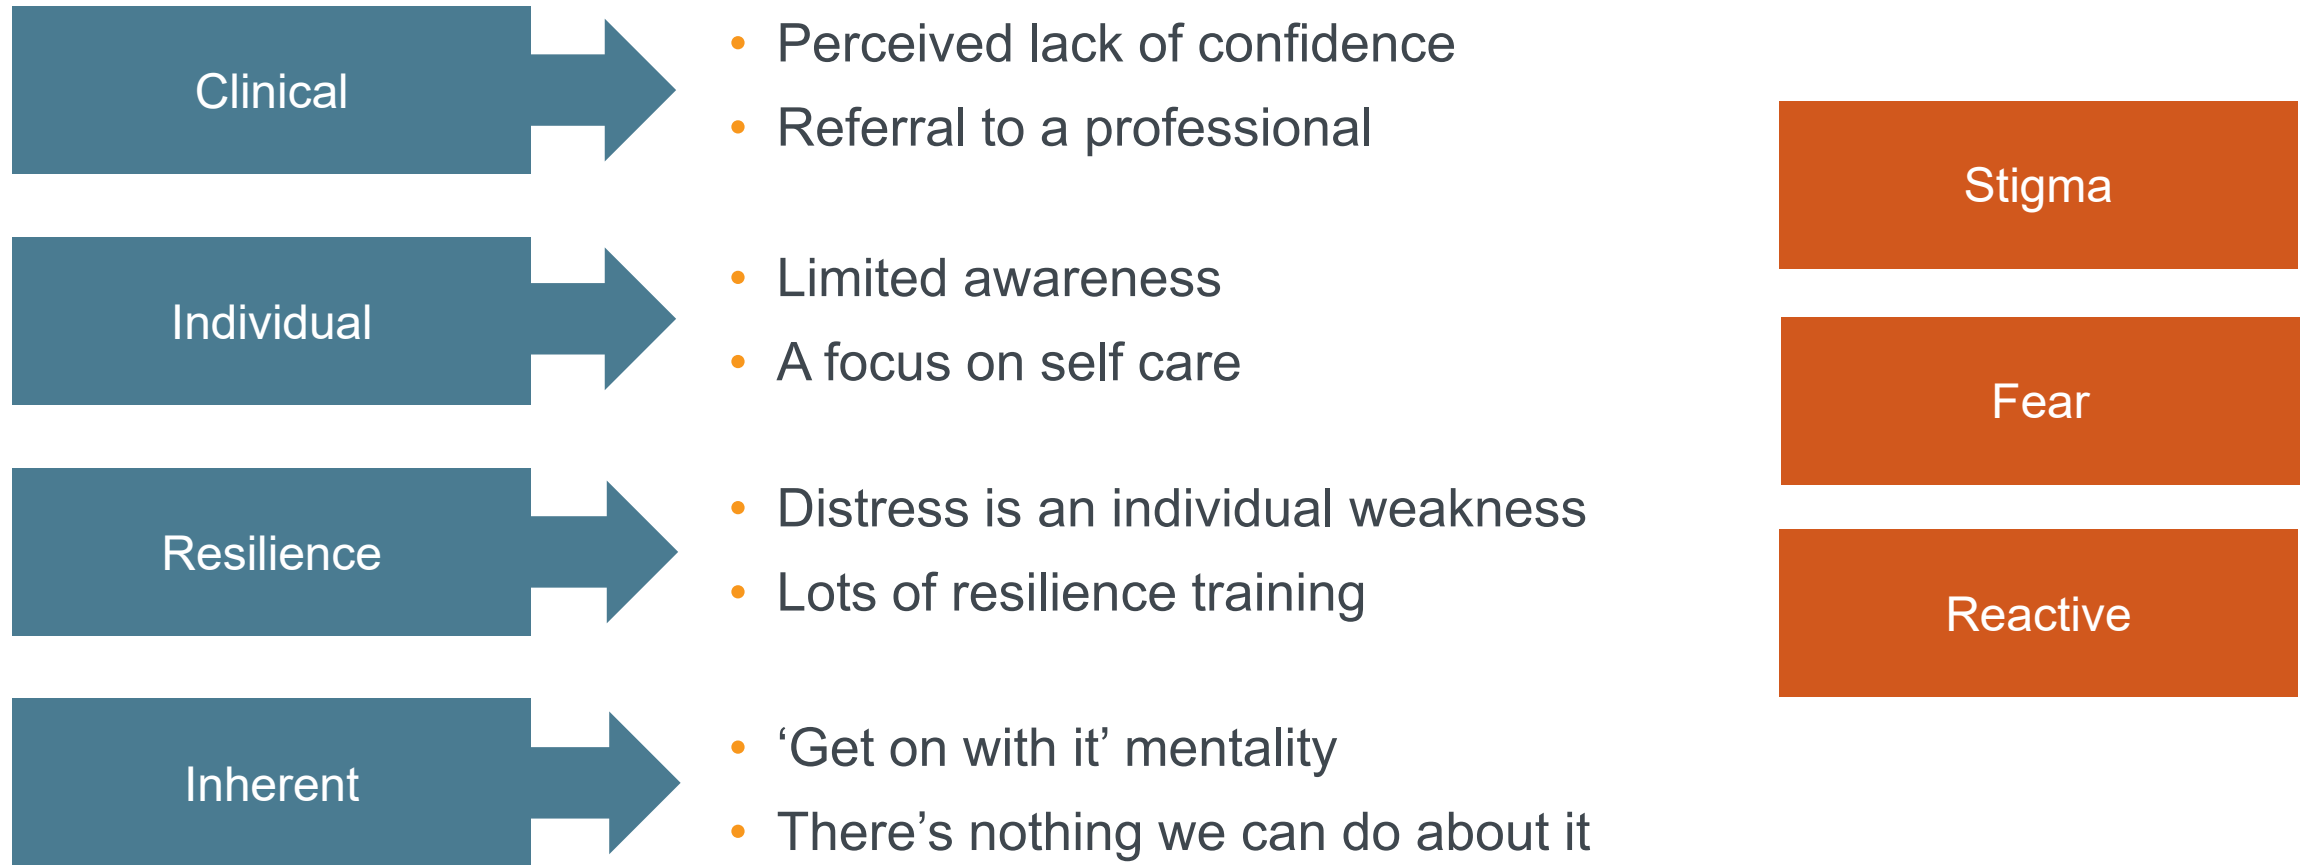 Clinical
• Perceived lack of confidence
• Referral to a professional
Individual
• Limited awareness
• A focus on self care
Resilience
• Distress is an individual weakness
• Lots of resilience training
Inherent
• ‘Get on with it’ mentality
• There’s nothing we can do about it
Stigma
Fear
Reactive